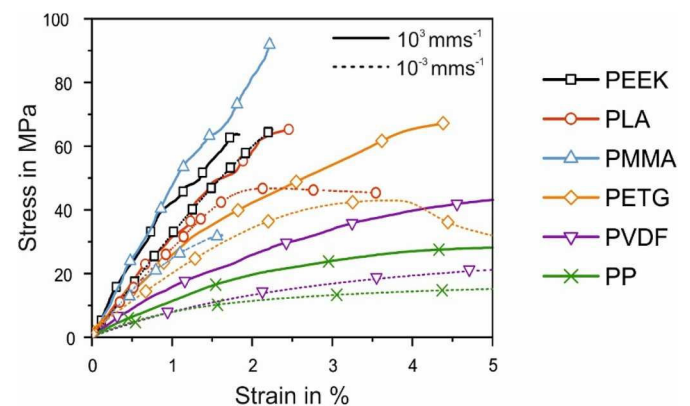 100
80
60
40
20
0
Stress in MPa
0 1 2 3 4 5
Strain in %
10³ mms⁻¹
10⁻³ mms⁻¹
PEEK
PLA
PMMA
PETG
PVDF
PP